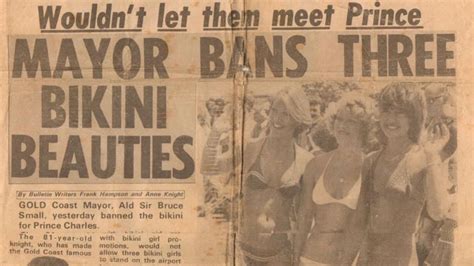 Wouldn't let them meet Prince
MAYOR BANS THREE
BIKINI
BEAUTIES
By Bulletin Writers Frank Hampson and Anne Knight
GOLD Coast Mayor, Ald Sir Bruce
Small, yesterday banned the bikini
for Prince Charles.
The 81-year-old
knight, who has made
the Gold Coast famous
with bikini girl pro-
motions, would not
allow three bikini girls
to stand on the airport